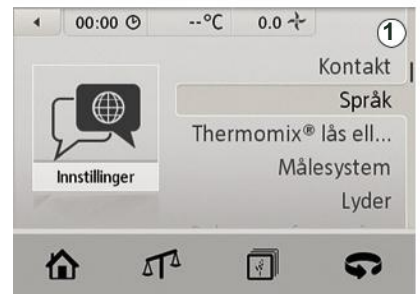 00:00 --°C 0.0
1
Kontakt
Språk
Thermomix® lås ell...
Målesystem
Lyder
Innstillinger